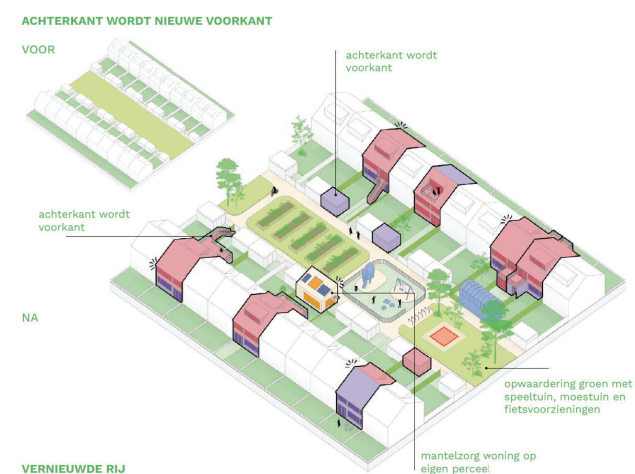 ACHTERKANT WORDT NIEUWE VOORKANT
VOOR
achterkant wordt
voorkant
achterkant wordt
voorkant
NA
opwaardering groen met
speeltuin, moestuin en
fietsvoorzieningen
mantelzorg woning op
eigen perceel
VERNIEUWDE RIJ